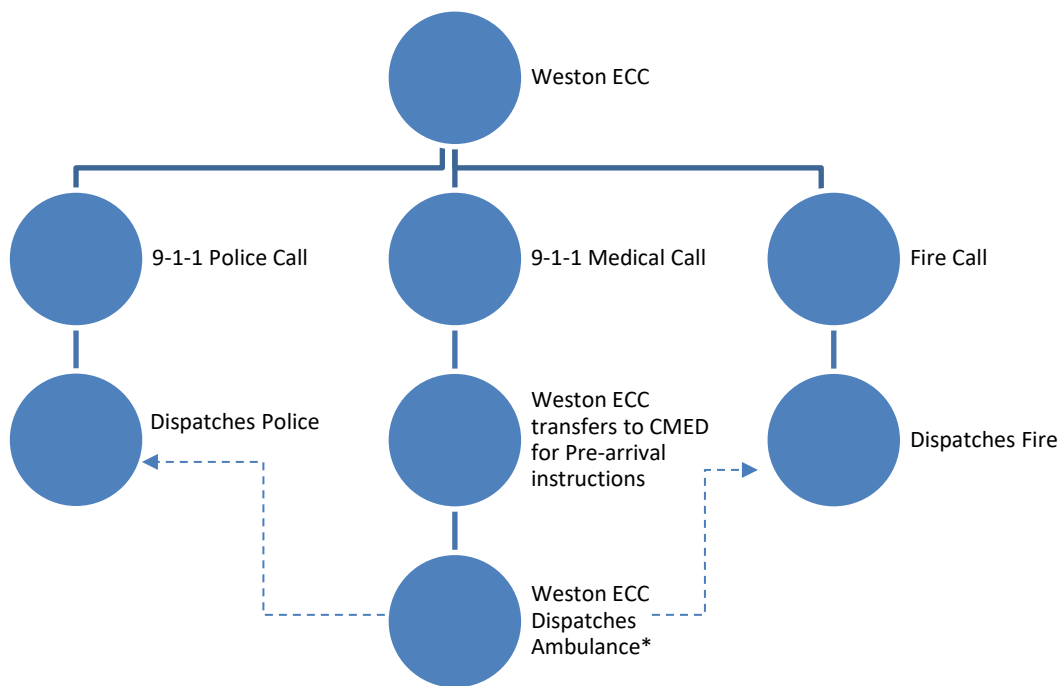 Weston ECC
9-1-1 Police Call
9-1-1 Medical Call
Fire Call
Dispatches Police
Weston ECC
transfers to CMED
for Pre-arrival
instructions
Dispatches Fire
Weston ECC
Dispatches
Ambulance*